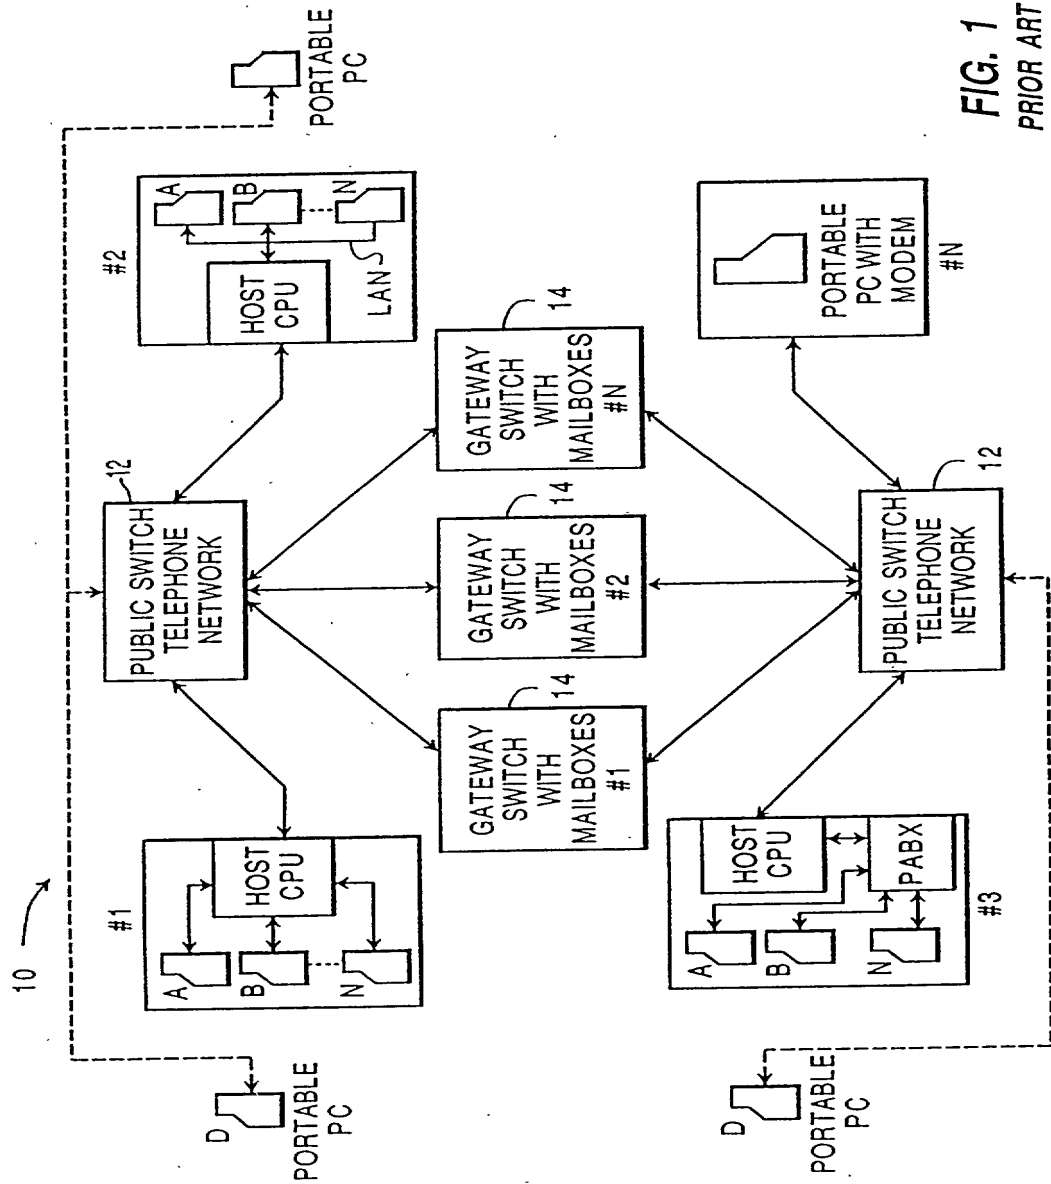 10
#1
A
B
N
HOST
CPU
D
PORTABLE
PC
PUBLIC SWITCH
TELEPHONE
NETWORK
12
#2
HOST
CPU
A
B
N
LAN
PORTABLE
PC
GATEWAY
SWITCH
WITH
MAILBOXES
#1
14
GATEWAY
SWITCH
WITH
MAILBOXES
#2
14
GATEWAY
SWITCH
WITH
MAILBOXES
#N
14
D
PORTABLE
PC
A
B
N
HOST
CPU
PABX
#3
PUBLIC SWITCH
TELEPHONE
NETWORK
12
PORTABLE
PC WITH
MODEM
#N
FIG. 1
PRIOR ART